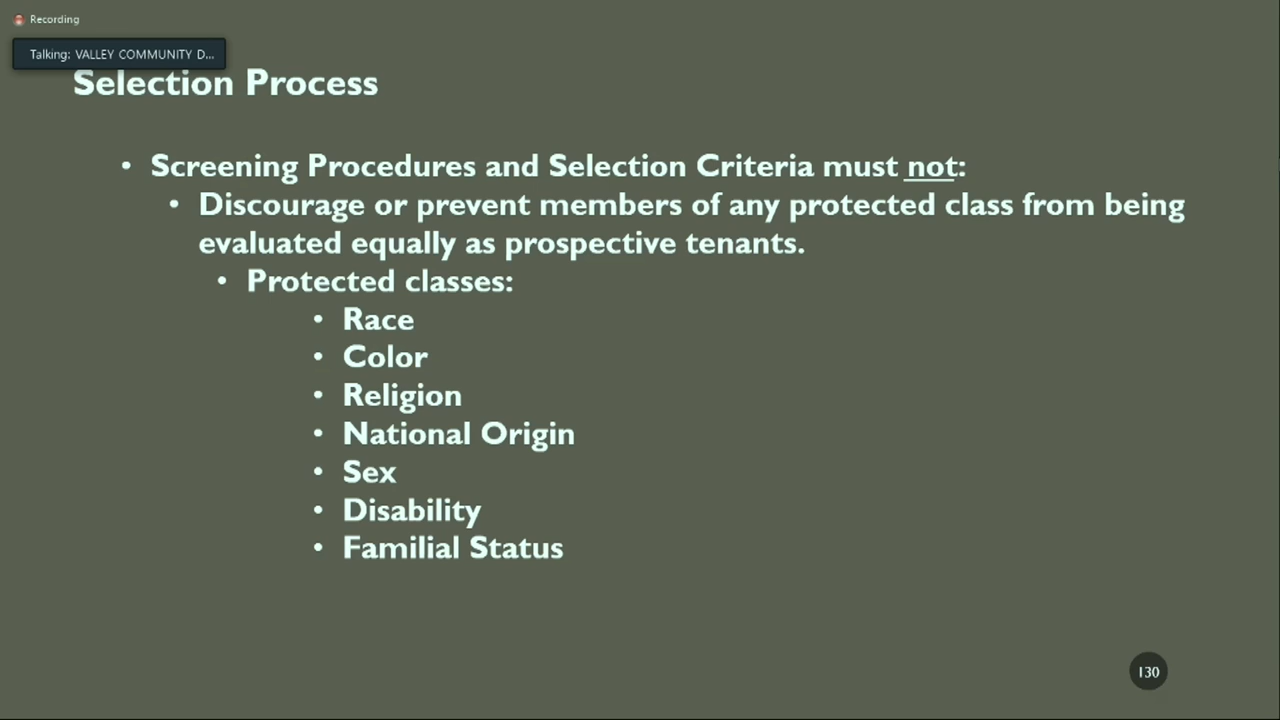 Recording
Talking: VALLEY COMMUNITY D...
Selection Process
• Screening Procedures and Selection Criteria must not:
• Discourage or prevent members of any protected class from being
evaluated equally as prospective tenants.
• Protected classes:
• Race
• Color
• Religion
• National Origin
• Sex
• Disability
• Familial Status
130